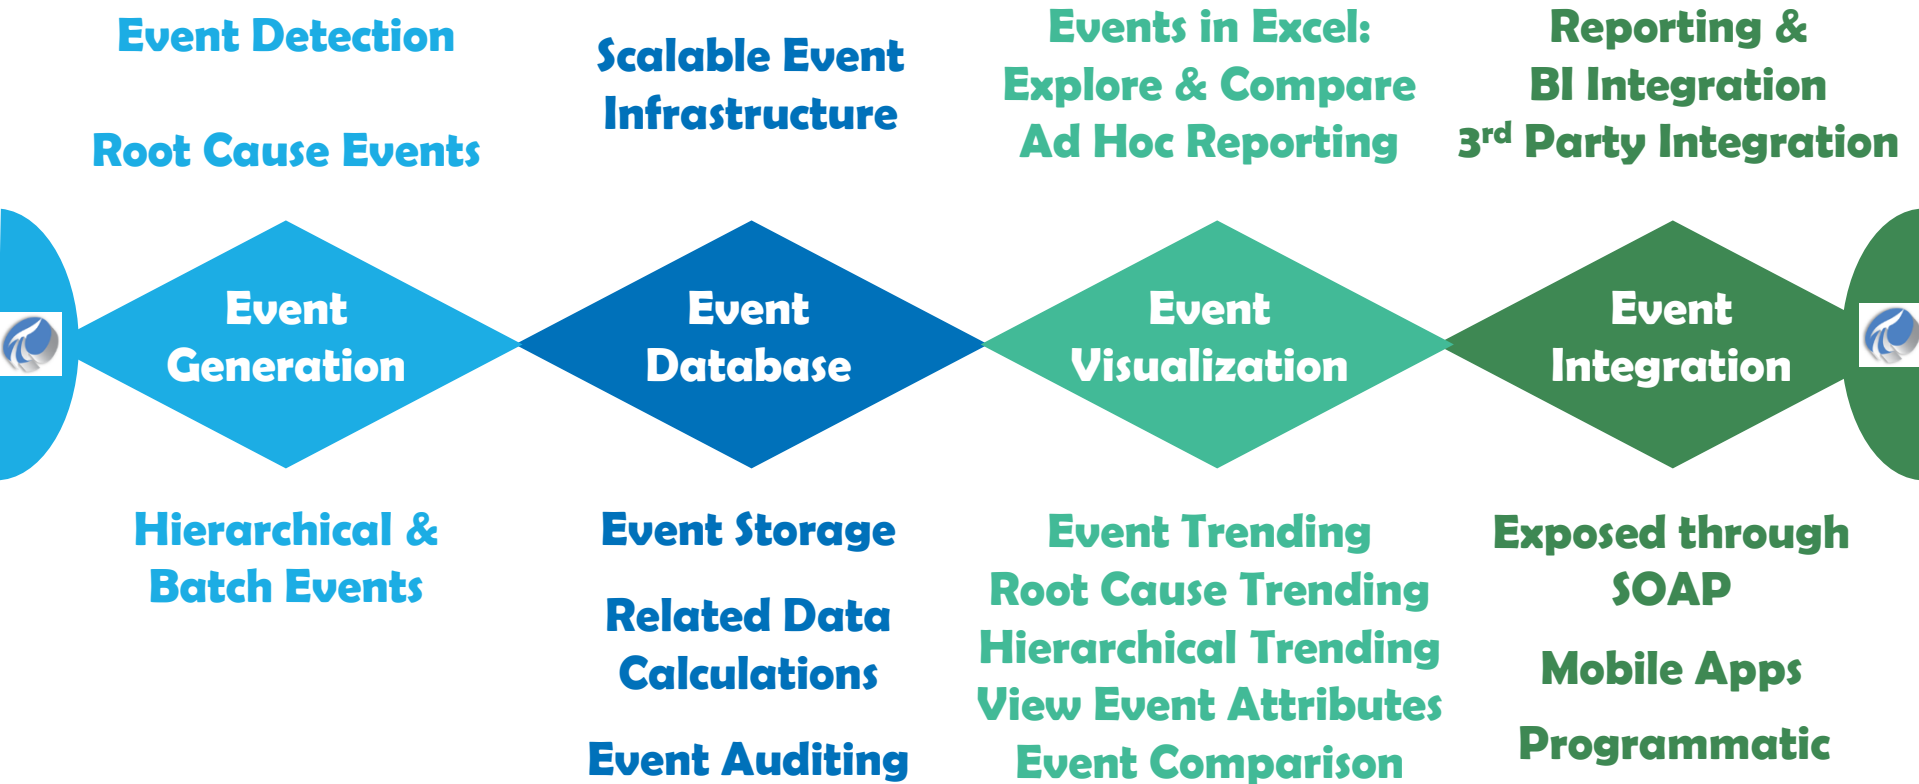 Event Detection
Root Cause Events
Scalable Event
Infrastructure
Events in Excel:
Explore & Compare
Ad Hoc Reporting
Reporting &
BI Integration
3rd Party Integration
Event
Generation
Event
Database
Event
Visualization
Event
Integration
Hierarchical &
Batch Events
Event Storage
Related Data
Calculations
Event Auditing
Event Trending
Root Cause Trending
Hierarchical Trending
View Event Attributes
Event Comparison
Exposed through
SOAP
Mobile Apps
Programmatic